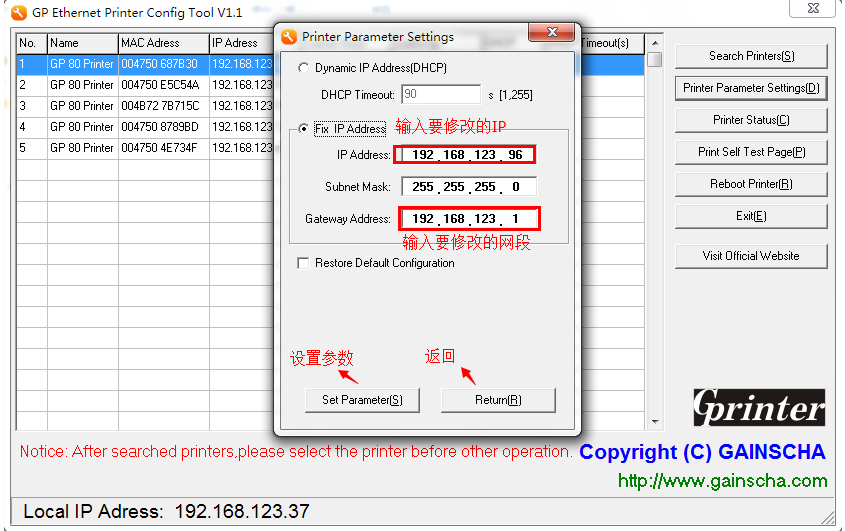 GP Ethernet Printer Config Tool V1.1
No. Name MAC Adress IP Adress Timeout(s)
1 GP 80 Printer 004750 687B30 192.168.123
2 GP 80 Printer 004750 E5C54A 192.168.123
3 GP 80 Printer 004B72 7B715C 192.168.123
4 GP 80 Printer 004750 8789BD 192.168.123
5 GP 80 Printer 004750 4E734F 192.168.123
Printer Parameter Settings
Dynamic IP Address(DHCP)
DHCP Timeout: 90 s [1,255]
Fix IP Address 输入要修改的IP
IP Address: 192.168.123.96
Subnet Mask: 255.255.255.0
Gateway Address: 192.168.123.1
输入要修改的网段
Restore Default Configuration
设置参数 返回
Set Parameter(S) Return(R)
Search Printers(S)
Printer Parameter Settings(D)
Printer Status(C)
Print Self Test Page(P)
Reboot Printer(R)
Exit(E)
Visit Official Website
Gprinter
Notice: After searched printers,please select the printer before other operation.
Copyright (C) GAINSCHA
http://www.gainscha.com
Local IP Adress: 192.168.123.37